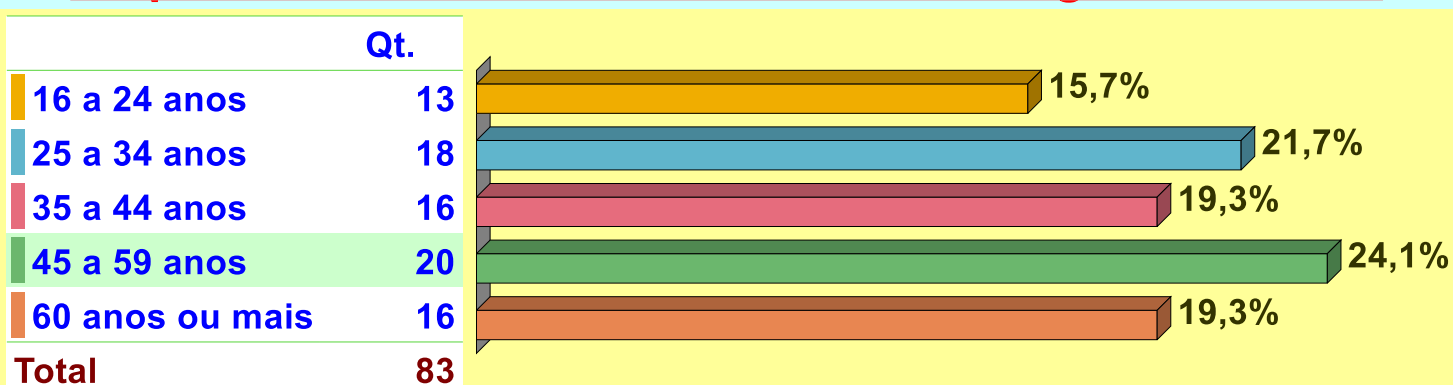 Qt.
16 a 24 anos 13 15,7%
25 a 34 anos 18 21,7%
35 a 44 anos 16 19,3%
45 a 59 anos 20 24,1%
60 anos ou mais 16 19,3%
Total 83